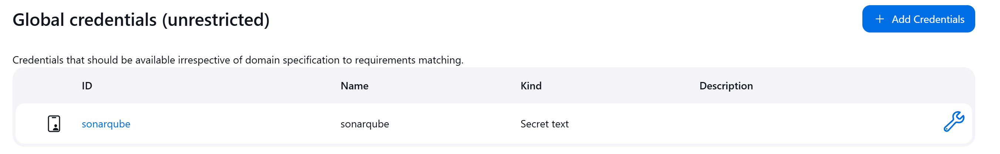 Global credentials (unrestricted)
+ Add Credentials
Credentials that should be available irrespective of domain specification to requirements matching.
ID Name Kind Description
sonarqube sonarqube Secret text